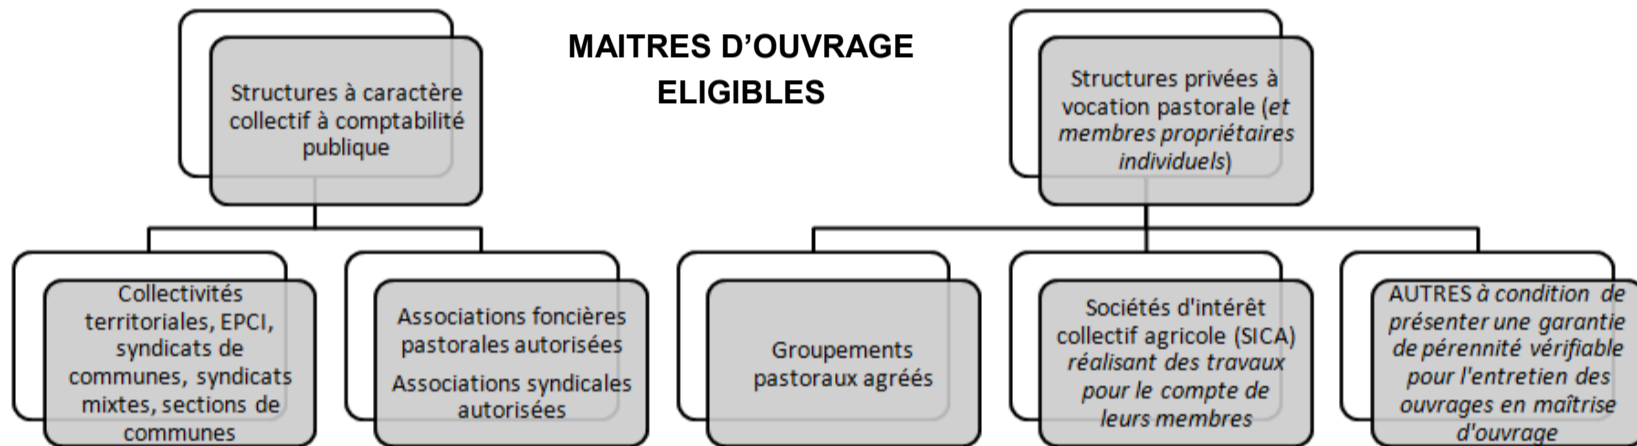 MAITRES D'OUVRAGE
ELIGIBLES
Structures à caractère
collectif à comptabilité
publique
Structures privées à
vocation pastorale (et
membres propriétaires
individuels)
Collectivités
territoriales, EPCI,
syndicats de
communes, syndicats
mixtes, sections de
communes
Associations foncières
pastorales autorisées
Associations syndicales
autorisées
Groupements
pastoraux agréés
Sociétés d'intérêt
collectif agricole (SICA)
réalisant des travaux
pour le compte de
leurs membres
AUTRES à condition de
présenter une garantie
de pérennité vérifiable
pour l'entretien des
ouvrages en maîtrise
d'ouvrage